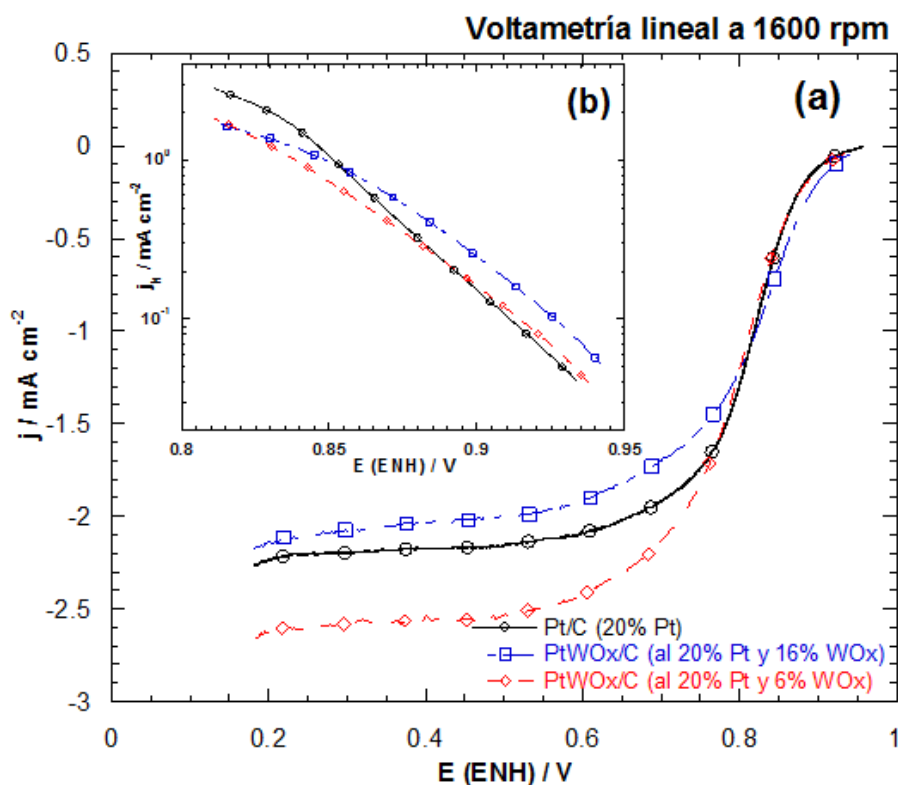 Voltametría lineal a 1600 rpm
0.5
0
-0.5
-1
-1.5
-2
-2.5
-3
j / mA cm⁻²
(a)
(b)
10⁰
10⁻¹
j_H / mA cm⁻²
0.8 0.85 0.9 0.95
E (ENH) / V
Pt/C (20% Pt)
PtWOx/C (al 20% Pt y 16% WOx)
PtWOx/C (al 20% Pt y 6% WOx)
0 0.2 0.4 0.6 0.8 1
E (ENH) / V